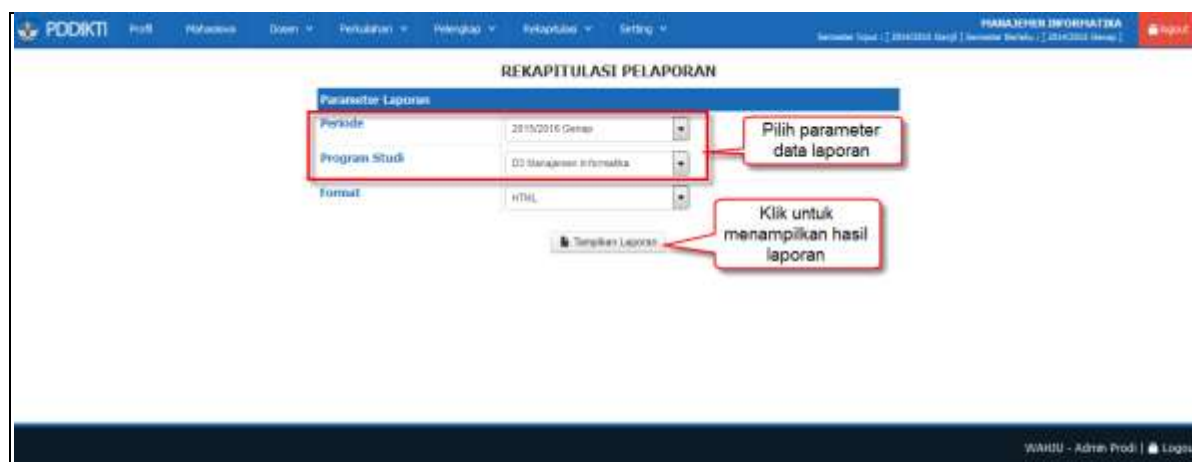 PDDIKTI Profil Mahasiswa Dosen Perkuliahan Pelengkap Rekapitulasi Setting
MANAJEMEN INFORMATIKA
logout
REKAPITULASI PELAPORAN
Parameter Laporan
Periode 2015/2016 Genap
Program Studi D3 Manajemen Informatika
Format HTML
Tampilkan Laporan
Pilih parameter
data laporan
Klik untuk
menampilkan hasil
laporan
WAHIU - Admin Prodi | Logout